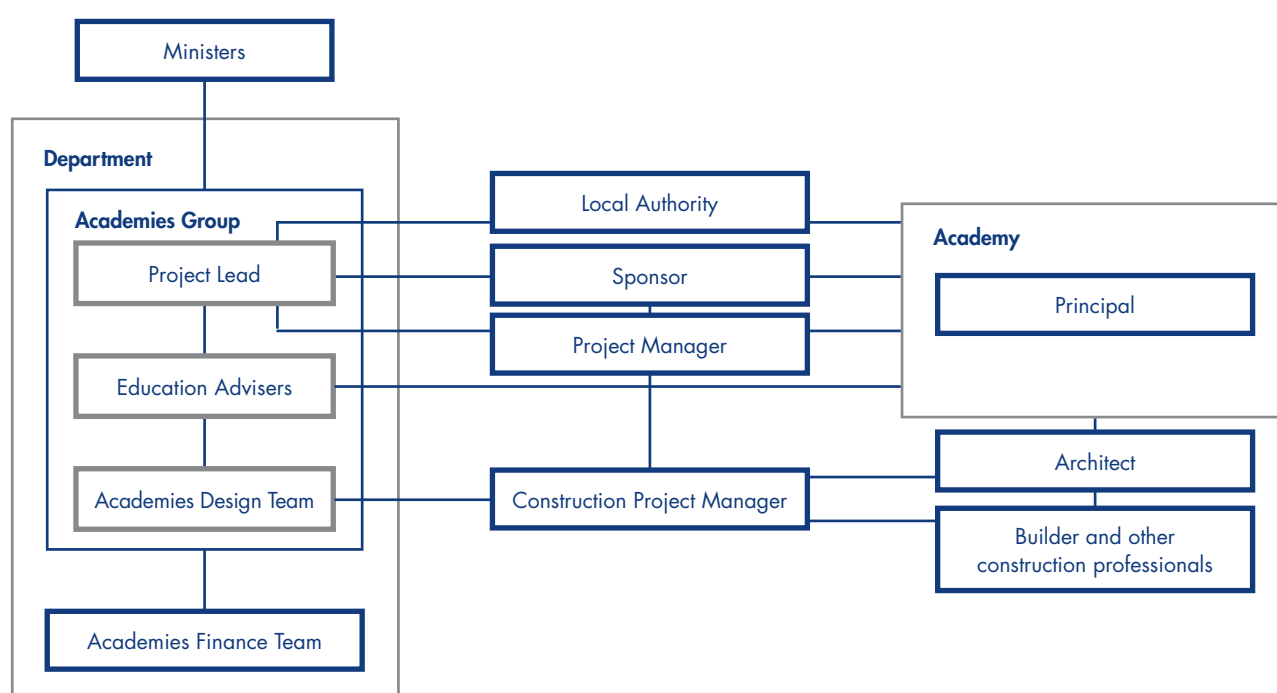 Ministers
Department
Academies Group
Project Lead
Education Advisers
Academies Design Team
Academies Finance Team
Local Authority
Sponsor
Project Manager
Construction Project Manager
Academy
Principal
Architect
Builder and other
construction professionals